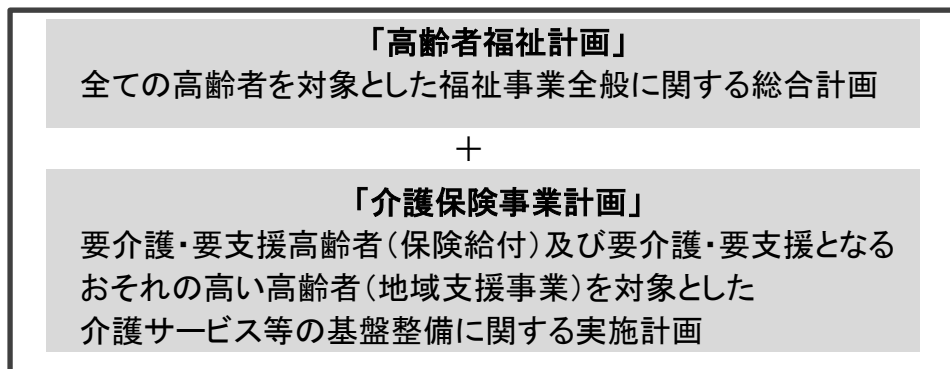 「高齢者福祉計画」
全ての高齢者を対象とした福祉事業全般に関する総合計画
＋
「介護保険事業計画」
要介護・要支援高齢者（保険給付）及び要介護・要支援となる
おそれの高い高齢者（地域支援事業）を対象とした
介護サービス等の基盤整備に関する実施計画